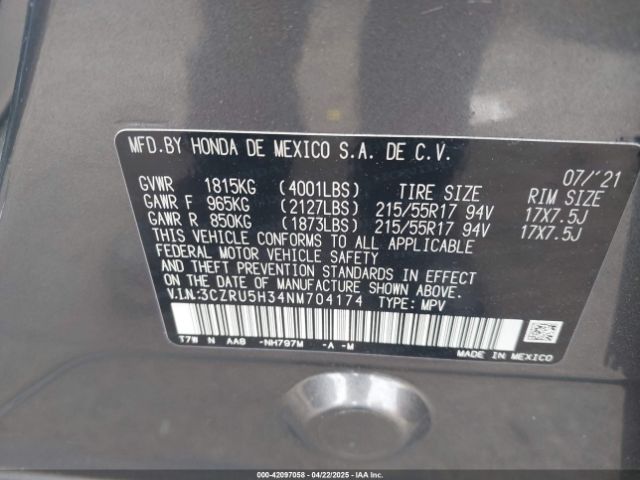 MFD.BY HONDA DE MEXICO S.A. DE C.V.
07/'21
GVWR 1815KG (4001LBS) TIRE SIZE RIM SIZE
GAWR F 965KG (2127LBS) 215/55R17 94V 17X7.5J
GAWR R 850KG (1873LBS) 215/55R17 94V 17X7.5J
THIS VEHICLE CONFORMS TO ALL APPLICABLE
FEDERAL MOTOR VEHICLE SAFETY
AND THEFT PREVENTION STANDARDS IN EFFECT
ON THE DATE OF MANUFACTURE SHOWN ABOVE.
V.I.N:3CZRU5H34NM704174 TYPE: MPV
T7W N AAB -NH797M -A -M
MADE IN MEXICO
000-42097058 - 04/22/2025 - IAAI.COM